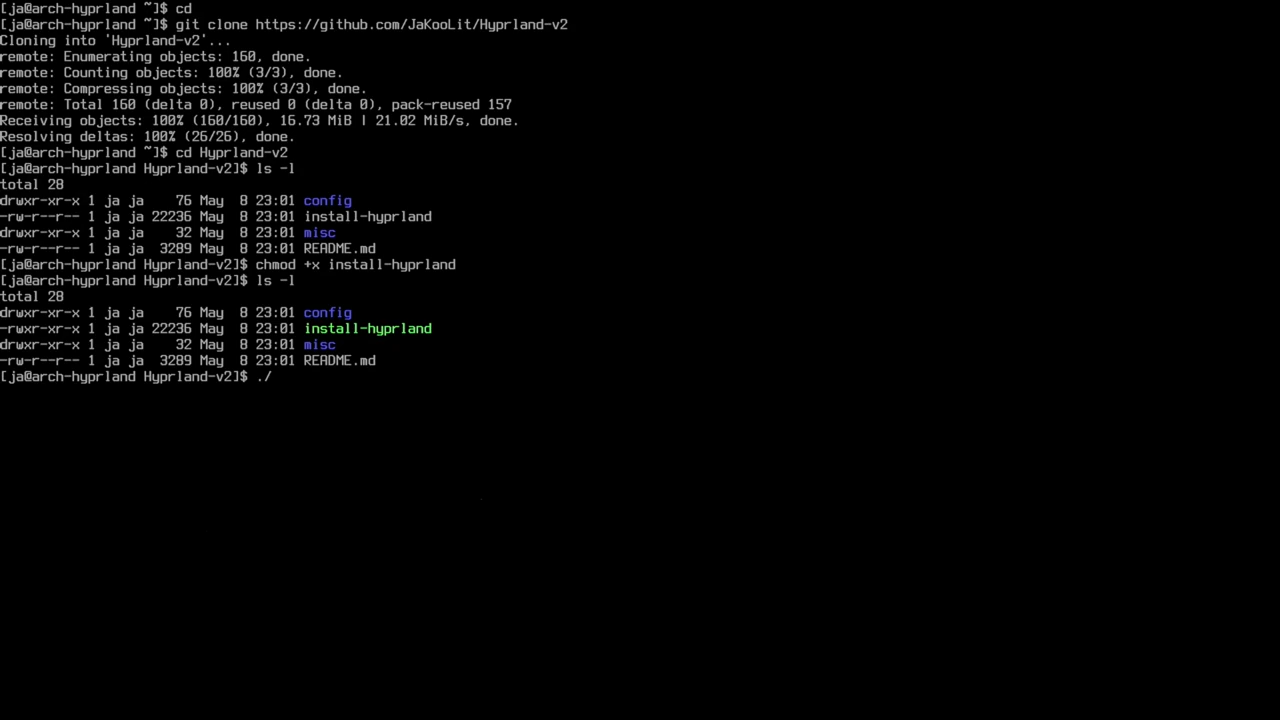 [ja@arch-hyprland ~]$ cd
[ja@arch-hyprland ~]$ git clone https://github.com/JaKooLit/Hyprland-v2
Cloning into 'Hyprland-v2'...
remote: Enumerating objects: 160, done.
remote: Counting objects: 100% (3/3), done.
remote: Compressing objects: 100% (3/3), done.
remote: Total 160 (delta 0), reused 0 (delta 0), pack-reused 157
Receiving objects: 100% (160/160), 16.73 MiB | 21.02 MiB/s, done.
Resolving deltas: 100% (26/26), done.
[ja@arch-hyprland ~]$ cd Hyprland-v2
[ja@arch-hyprland Hyprland-v2]$ ls -l
total 28
drwxr-xr-x 1 ja ja    76 May  8 23:01 config
-rw-r--r-- 1 ja ja 22236 May  8 23:01 install-hyprland
drwxr-xr-x 1 ja ja    32 May  8 23:01 misc
-rw-r--r-- 1 ja ja  3289 May  8 23:01 README.md
[ja@arch-hyprland Hyprland-v2]$ chmod +x install-hyprland
[ja@arch-hyprland Hyprland-v2]$ ls -l
total 28
drwxr-xr-x 1 ja ja    76 May  8 23:01 config
-rwxr-xr-x 1 ja ja 22236 May  8 23:01 install-hyprland
drwxr-xr-x 1 ja ja    32 May  8 23:01 misc
-rw-r--r-- 1 ja ja  3289 May  8 23:01 README.md
[ja@arch-hyprland Hyprland-v2]$ ./